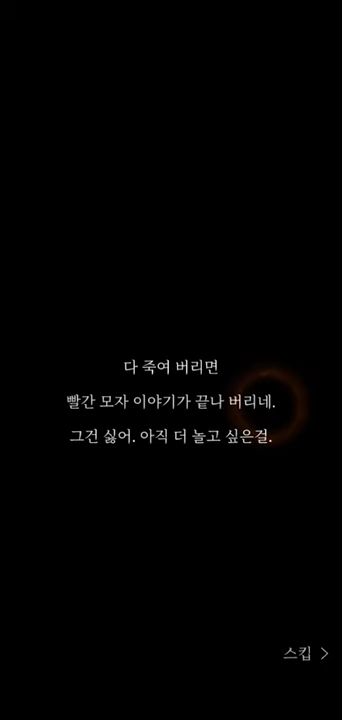 다 죽여 버리면
빨간 모자 이야기가 끝나 버리네.
그건 싫어. 아직 더 놀고 싶은걸.
스킵 >